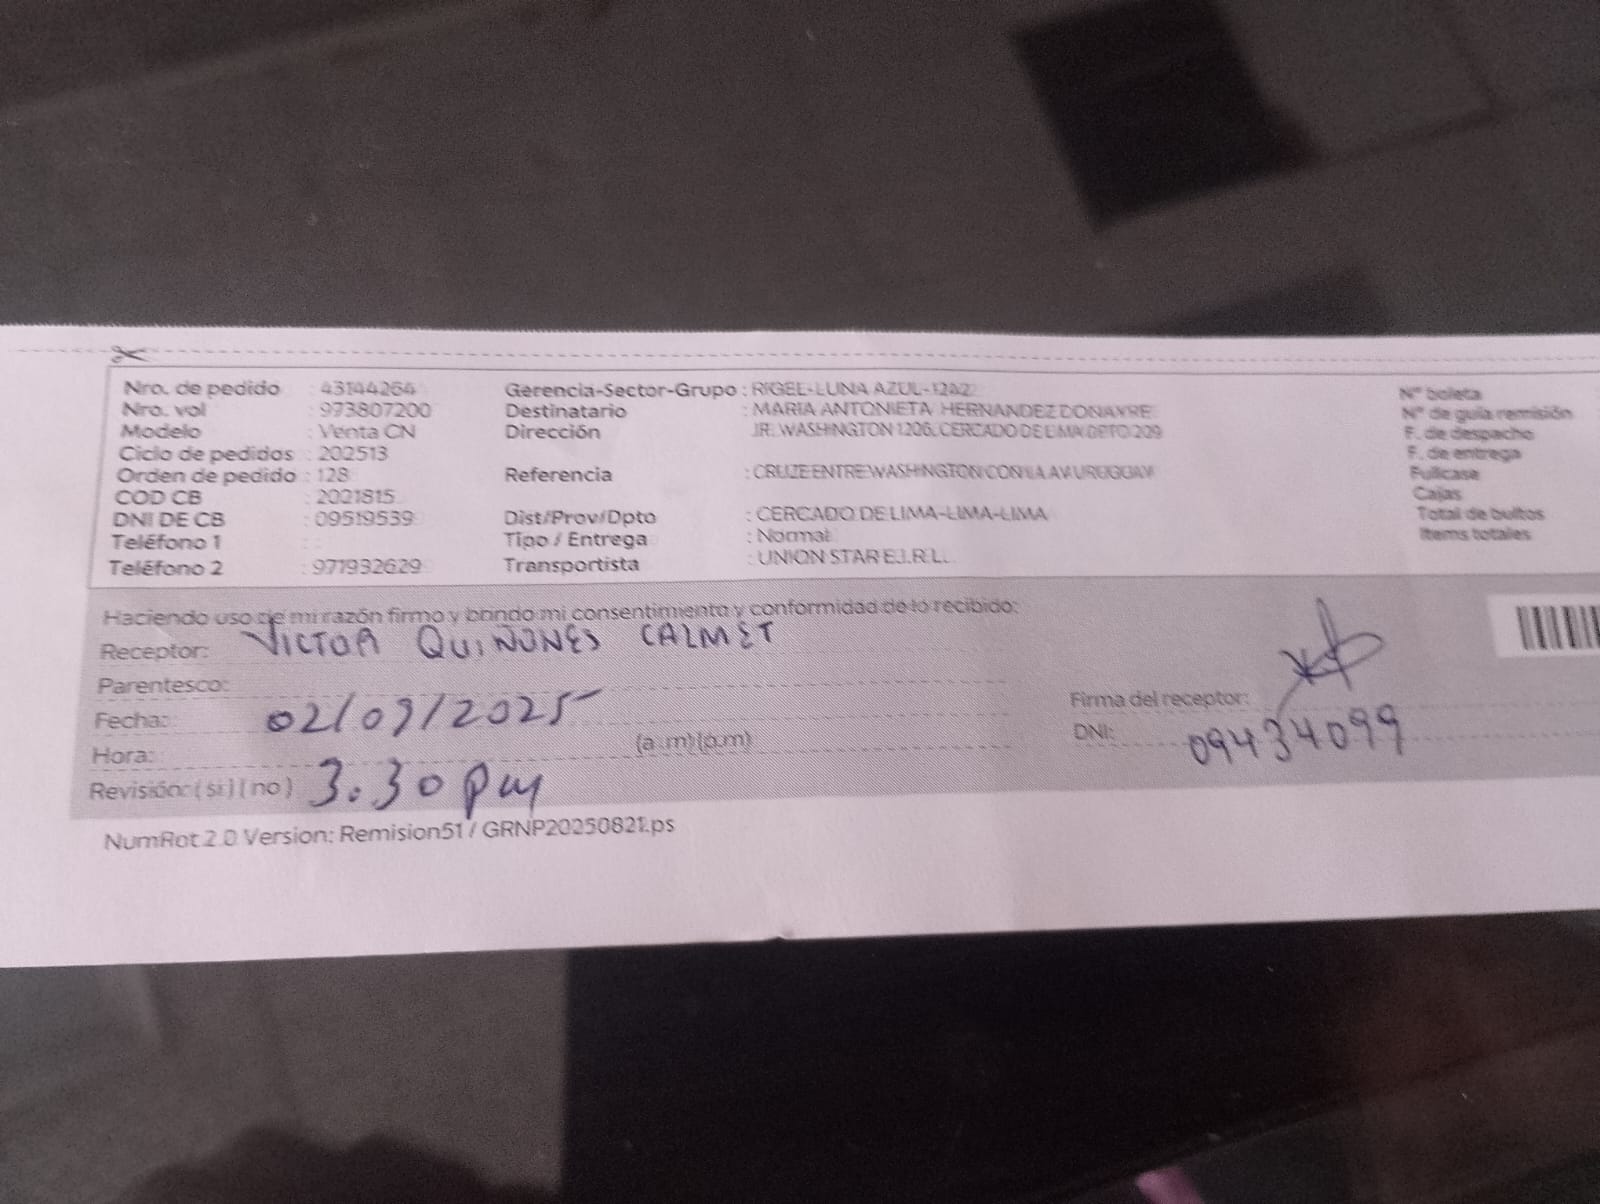 Nro. de pedido : 43144264
Nro. vol : 973807200
Modelo : Venta CN
Ciclo de pedidos : 202513
Orden de pedido : 128
COD CB : 2021815
DNI DE CB : 09519539
Teléfono 1 :
Teléfono 2 : 971932629
Gerencia-Sector-Grupo : RIGEL-LUNA AZUL-12A2
Destinatario : MARIA ANTONIETA HERNANDEZ DONAYRE
Dirección JR. WASHINGTON 1206, CERCADO DE LIMA DPTO 209
Referencia : CRUZE ENTRE WASHINGTON CON LA AV URUGUAY
Dist/Prov/Dpto : CERCADO DE LIMA-LIMA-LIMA
Tipo / Entrega : Normal
Transportista : UNION STAR E.I.R.L.
N° boleta
N° de guía remisión
F. de despacho
F. de entrega
Fullcase
Cajas
Total de bultos
Items totales
Haciendo uso de mi razón firmo y brindo mi consentimiento y conformidad de lo recibido:
Receptor: VICTOR QUIÑONES CALMET
Parentesco:
Fecha: 02/09/2025
Hora: (a.m) (p.m)
Revisión: ( si ) ( no ) 3.30 pm
Firma del receptor:
DNI: 09434099
NumRot 2.0 Version: Remision51 / GRNP20250821.ps